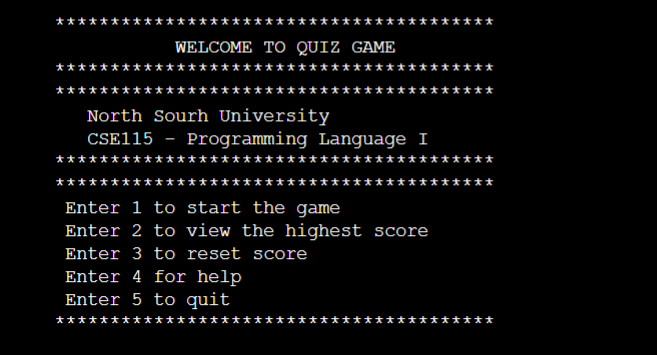 ****************************************
WELCOME TO QUIZ GAME
****************************************
****************************************
North Sourh University
CSE115 - Programming Language I
****************************************
****************************************
Enter 1 to start the game
Enter 2 to view the highest score
Enter 3 to reset score
Enter 4 for help
Enter 5 to quit
****************************************